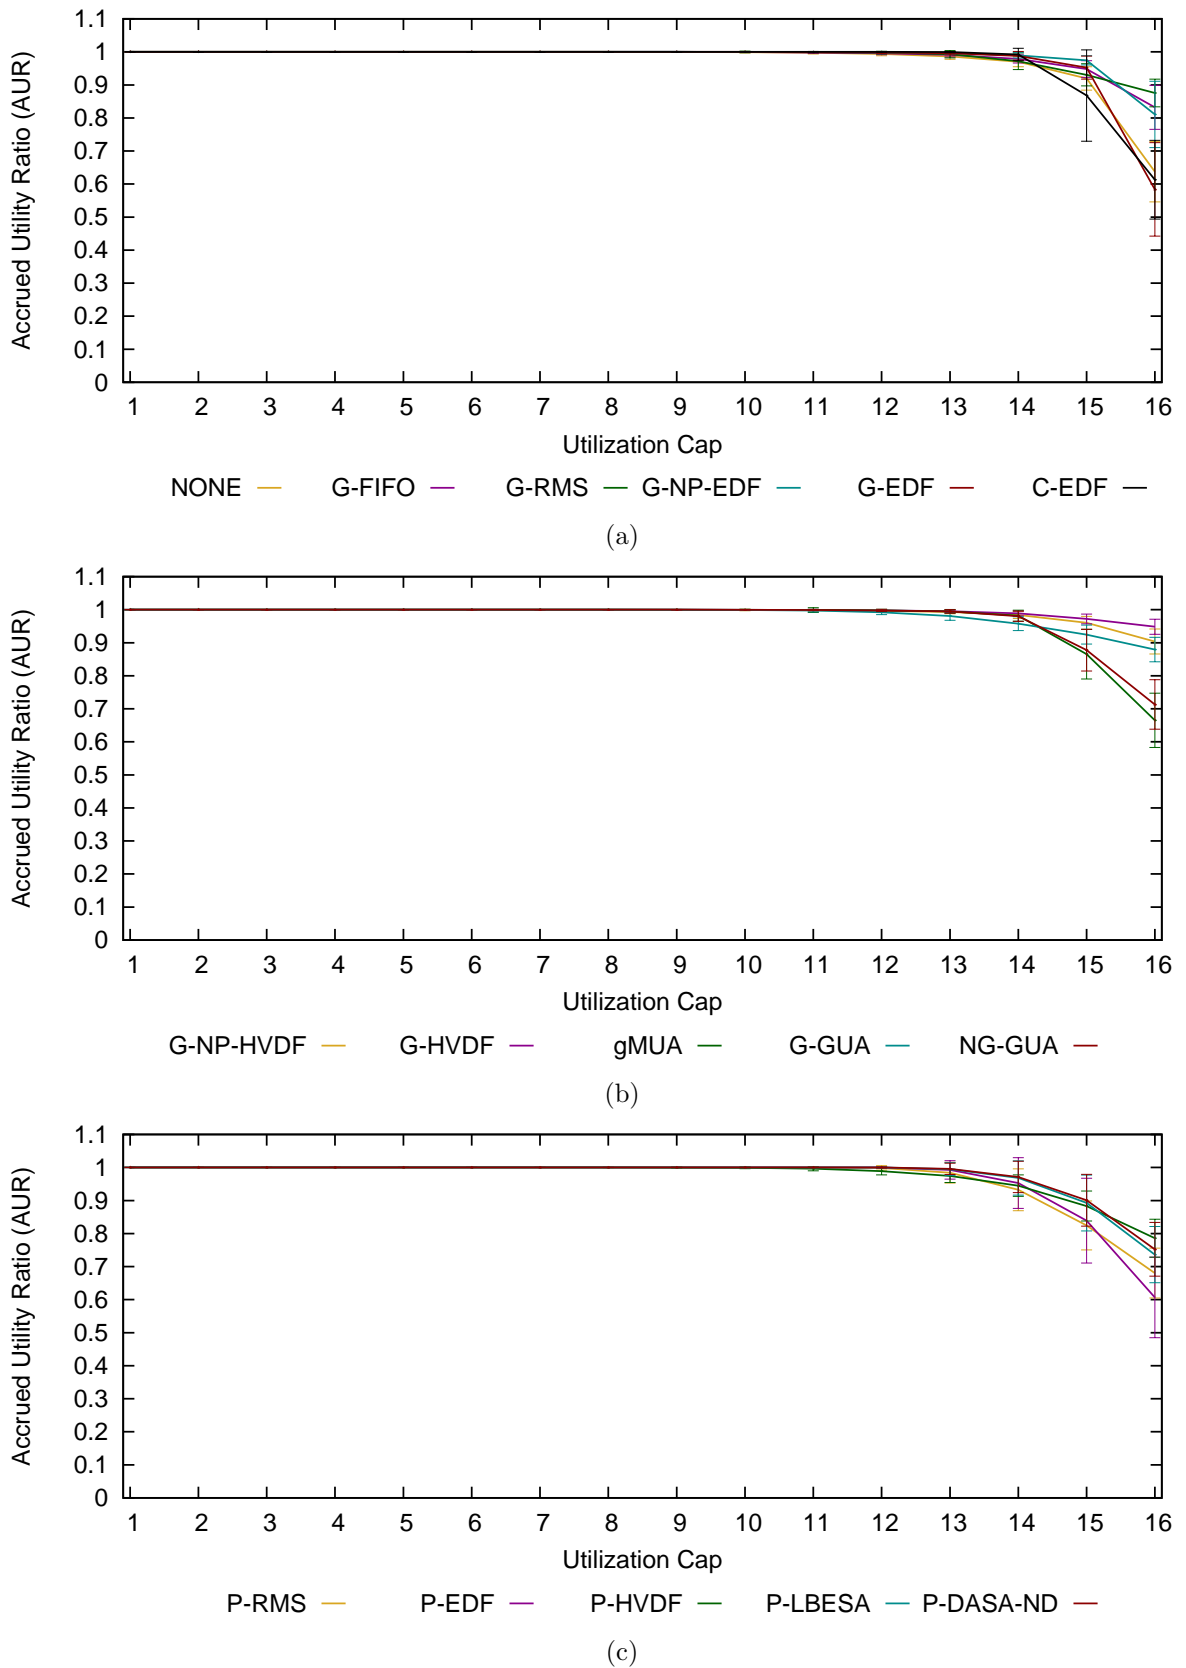 1.1
1
0.9
0.8
0.7
0.6
0.5
0.4
0.3
0.2
0.1
0
Accrued Utility Ratio (AUR)
1 2 3 4 5 6 7 8 9 10 11 12 13 14 15 16
Utilization Cap
NONE G-FIFO G-RMS G-NP-EDF G-EDF C-EDF
(a)
1.1
1
0.9
0.8
0.7
0.6
0.5
0.4
0.3
0.2
0.1
0
Accrued Utility Ratio (AUR)
1 2 3 4 5 6 7 8 9 10 11 12 13 14 15 16
Utilization Cap
G-NP-HVDF G-HVDF gMUA G-GUA NG-GUA
(b)
1.1
1
0.9
0.8
0.7
0.6
0.5
0.4
0.3
0.2
0.1
0
Accrued Utility Ratio (AUR)
1 2 3 4 5 6 7 8 9 10 11 12 13 14 15 16
Utilization Cap
P-RMS P-EDF P-HVDF P-LBESA P-DASA-ND
(c)